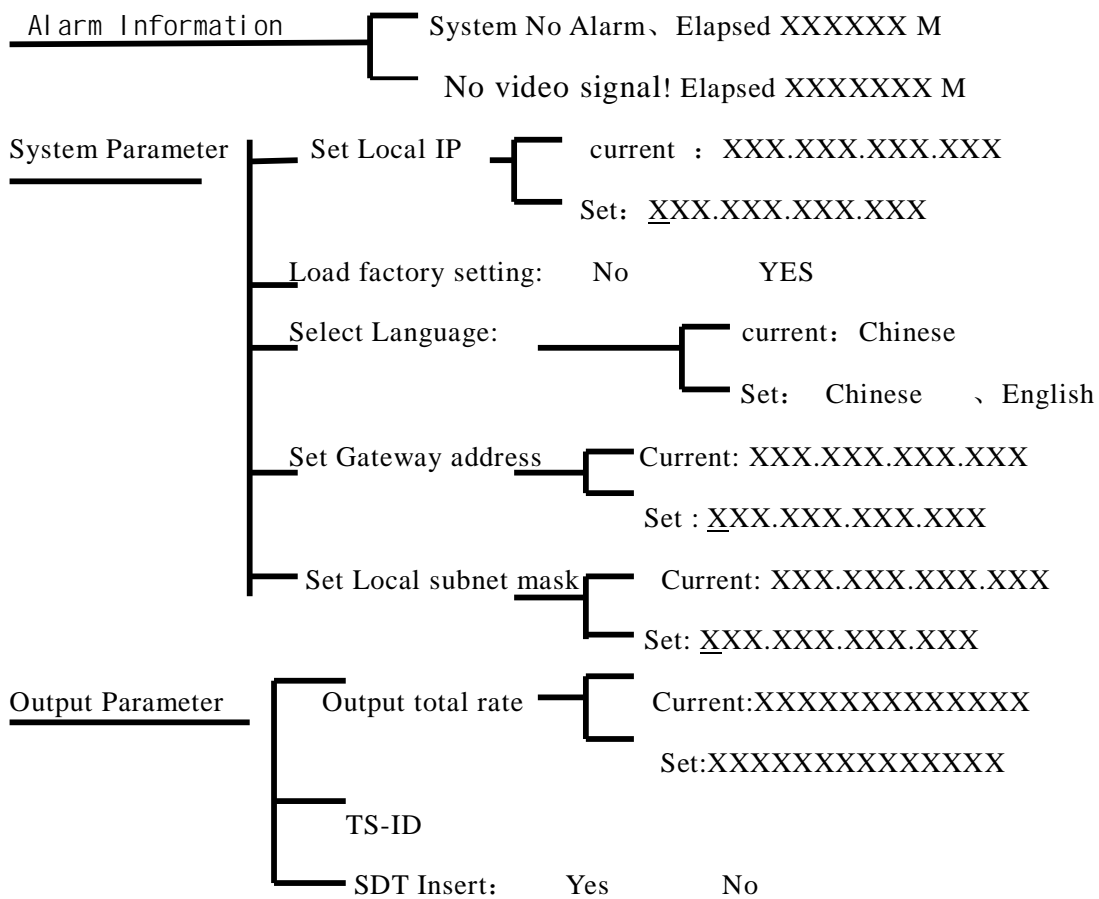 Alarm Information System No Alarm、Elapsed XXXXXX M
No video signal! Elapsed XXXXXXX M
System Parameter Set Local IP current : XXX.XXX.XXX.XXX
Set: XXX.XXX.XXX.XXX
Load factory setting: No YES
Select Language: current: Chinese
Set: Chinese 、English
Set Gateway address Current: XXX.XXX.XXX.XXX
Set : XXX.XXX.XXX.XXX
Set Local subnet mask Current: XXX.XXX.XXX.XXX
Set: XXX.XXX.XXX.XXX
Output Parameter Output total rate Current:XXXXXXXXXXXXX
Set:XXXXXXXXXXXXXX
TS-ID
SDT Insert: Yes No